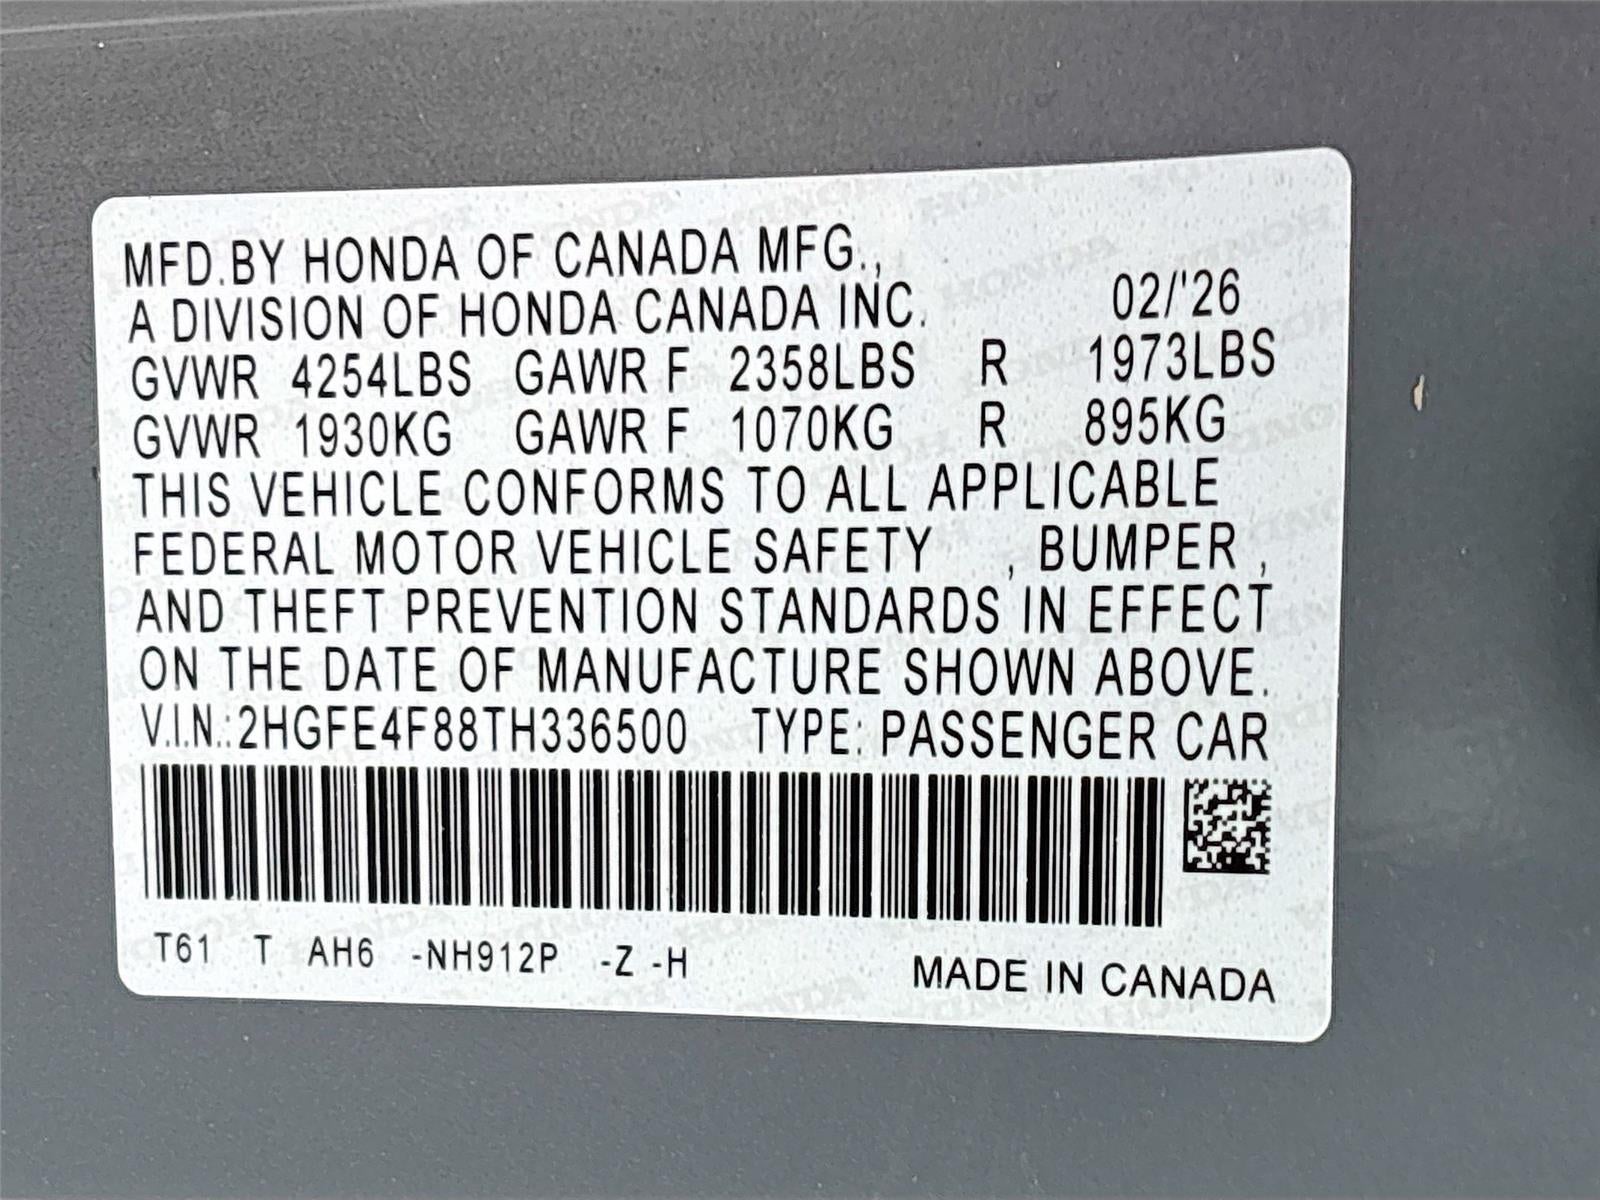 MFD.BY HONDA OF CANADA MFG.,
A DIVISION OF HONDA CANADA INC. 02/'26
GVWR 4254LBS GAWR F 2358LBS R 1973LBS
GVWR 1930KG GAWR F 1070KG R 895KG
THIS VEHICLE CONFORMS TO ALL APPLICABLE
FEDERAL MOTOR VEHICLE SAFETY , BUMPER ,
AND THEFT PREVENTION STANDARDS IN EFFECT
ON THE DATE OF MANUFACTURE SHOWN ABOVE.
V.I.N.:2HGFE4F88TH336500 TYPE: PASSENGER CAR
T61 T AH6 -NH912P -Z -H MADE IN CANADA